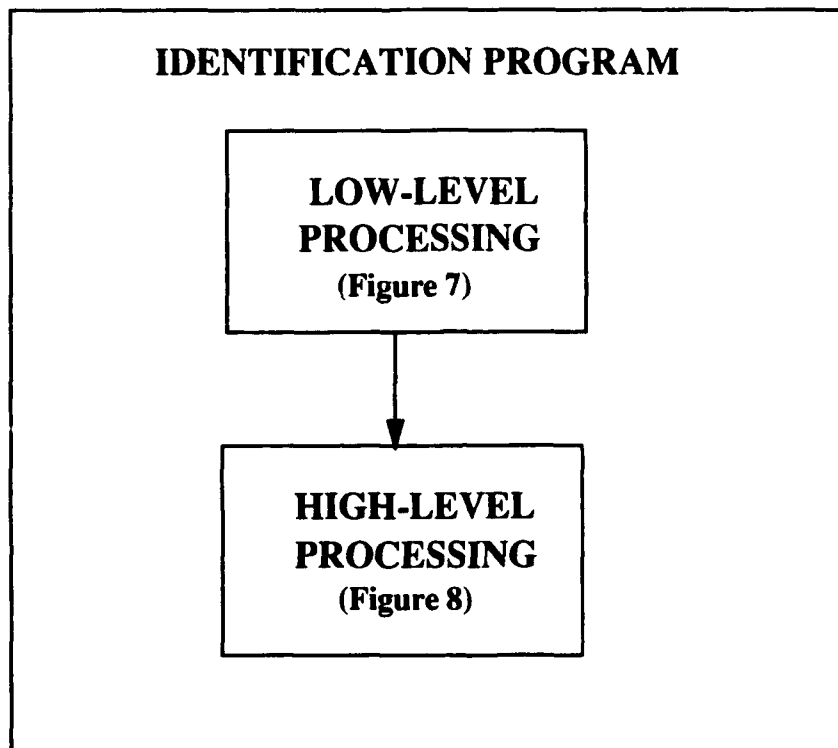 IDENTIFICATION PROGRAM
LOW-LEVEL
PROCESSING
(Figure 7)
HIGH-LEVEL
PROCESSING
(Figure 8)